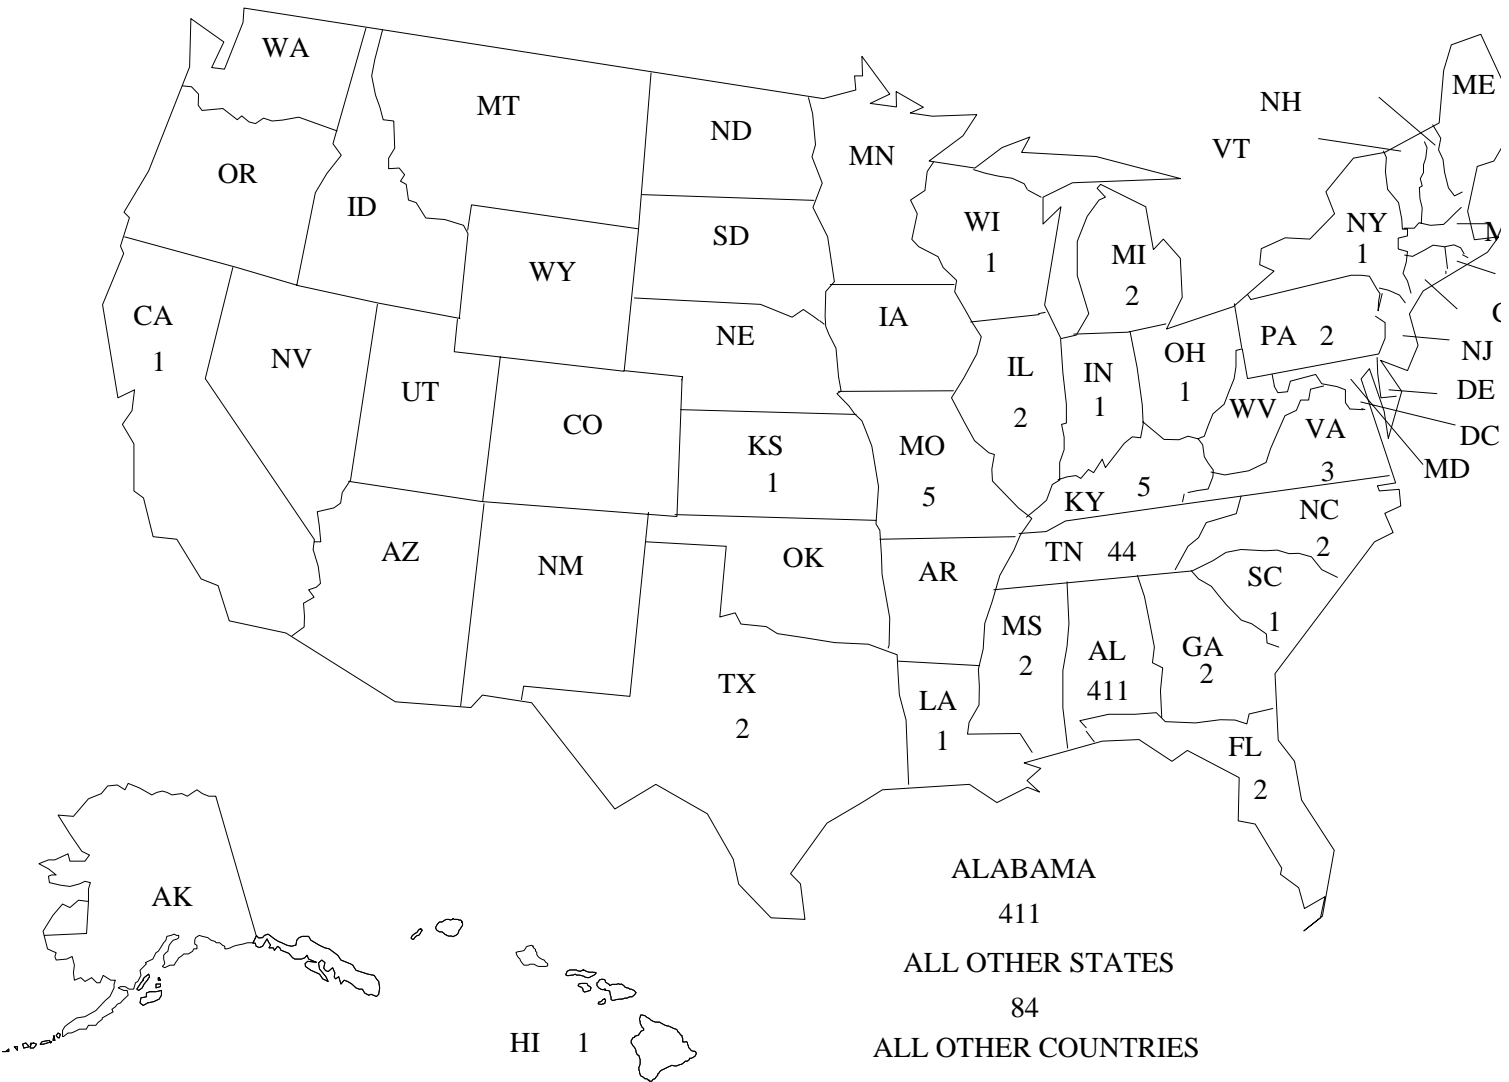 WA
MT
ME
NH
ND
MN
VT
OR
ID
WI
1
NY
1
M
SD
MI
2
WY
CA
1
IA
NE
PA 2
NJ
NV
UT
IL
2
IN
1
OH
1
DE
CO
WV
DC
VA
3
KS
1
MO
5
MD
KY 5
NC
2
AZ
NM
OK
AR
TN 44
SC
1
MS
2
AL
411
GA
2
TX
2
LA
1
FL
2
AK
HI 1
ALABAMA
411
ALL OTHER STATES
84
ALL OTHER COUNTRIES